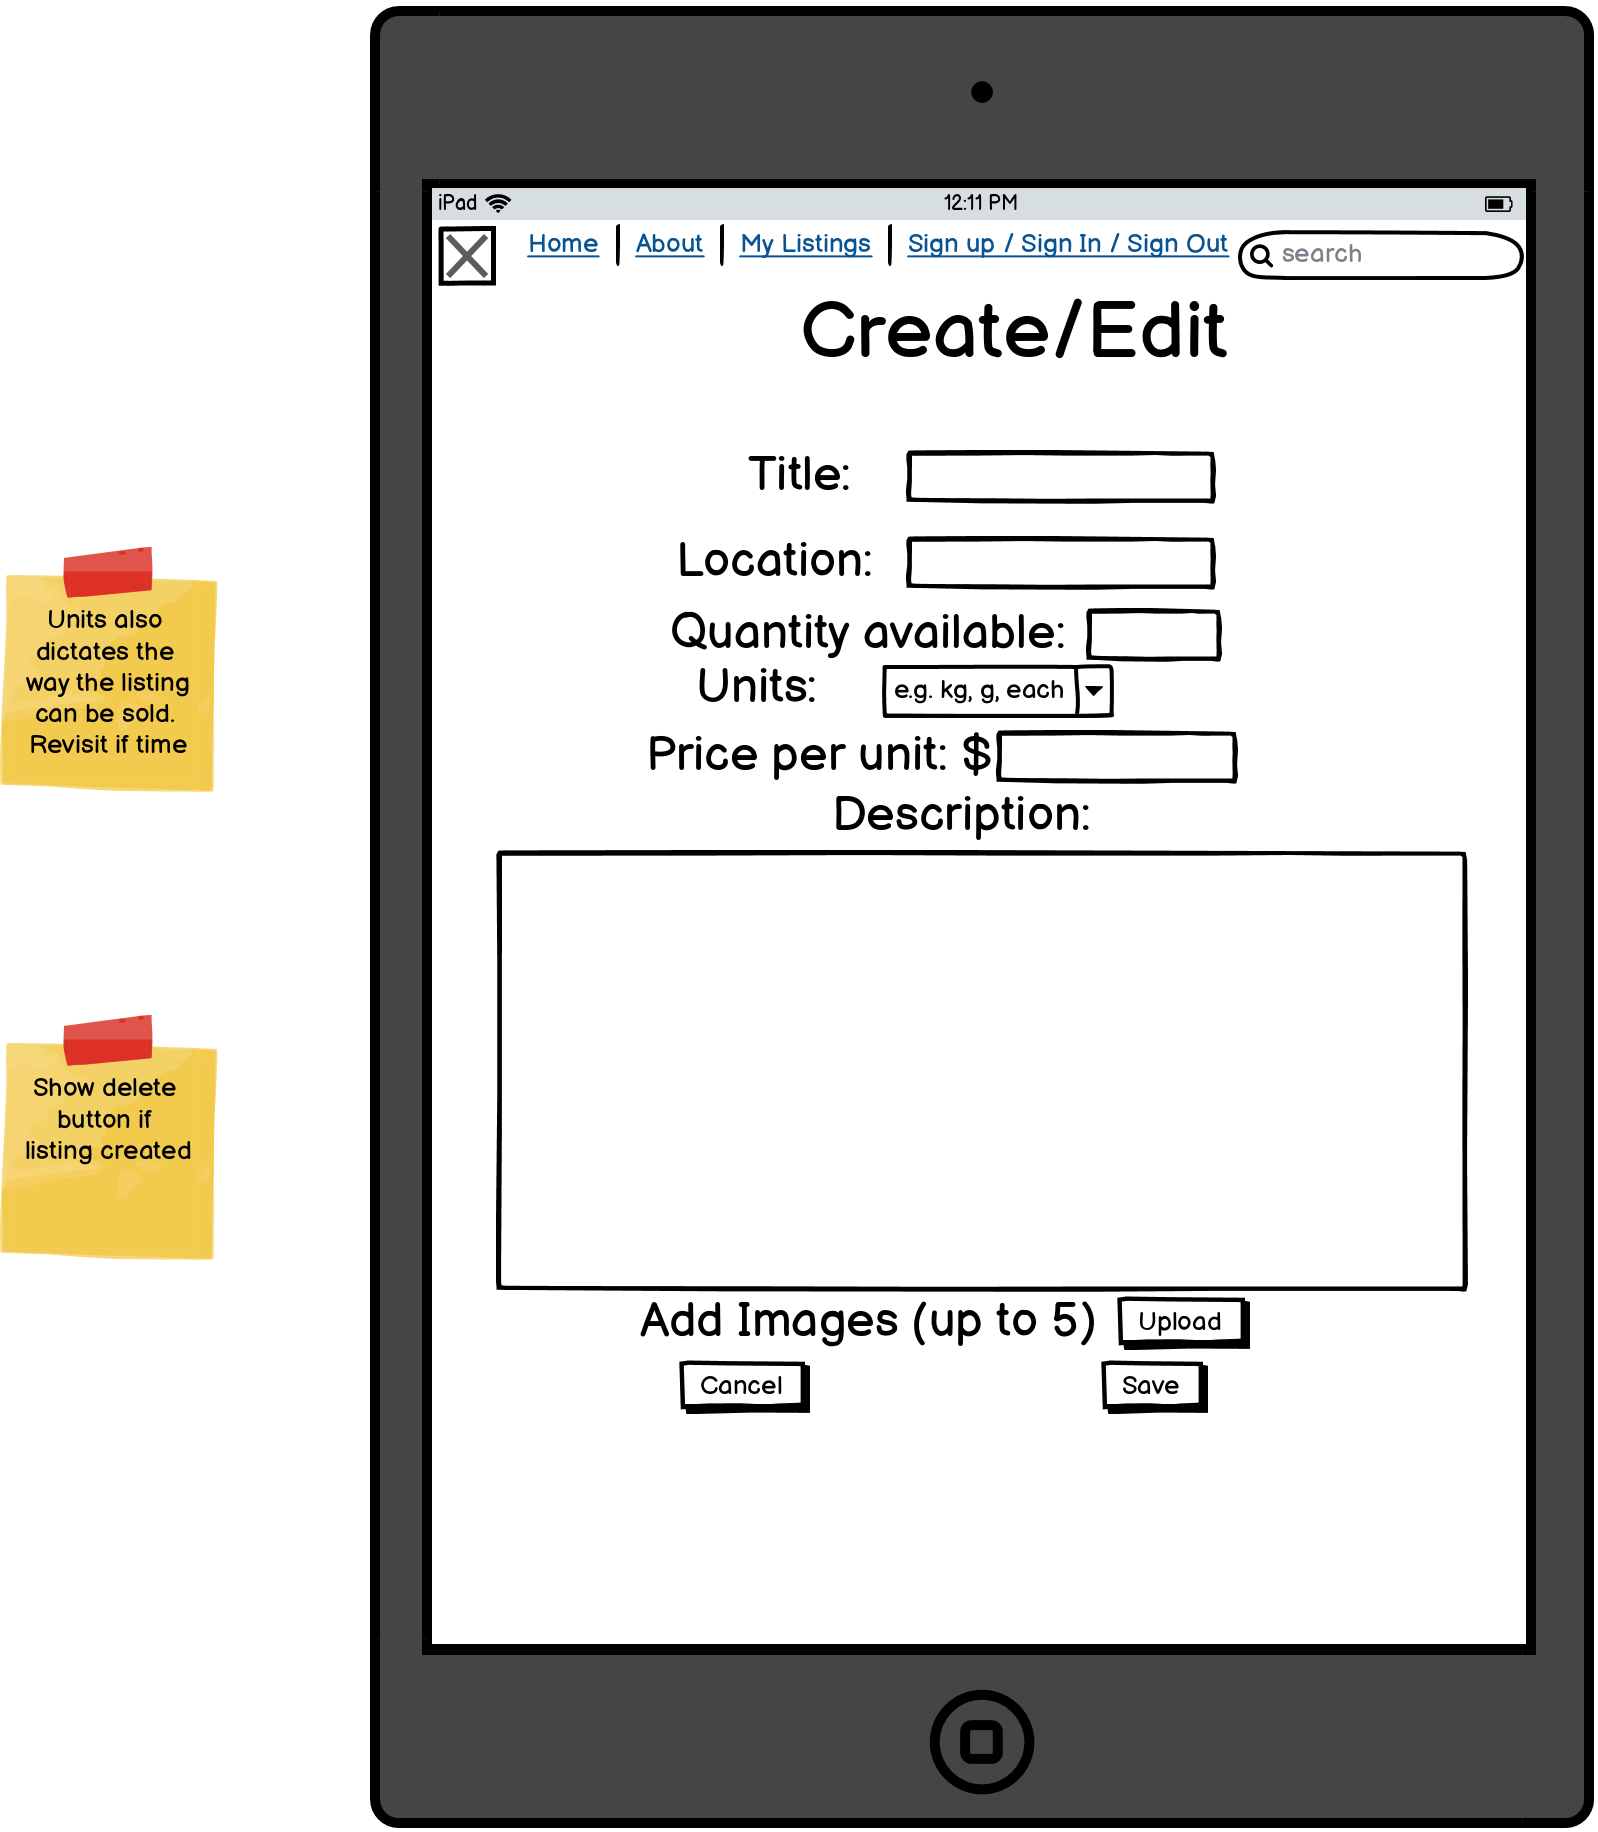 iPad 12:11 PM
Home About My Listings Sign up / Sign In / Sign Out search
Create/Edit
Title:
Location:
Quantity available:
Units: e.g. kg, g, each
Price per unit: $
Description:
Add Images (up to 5) Upload
Cancel Save
Units also
dictates the
way the listing
can be sold.
Revisit if time
Show delete
button if
listing created